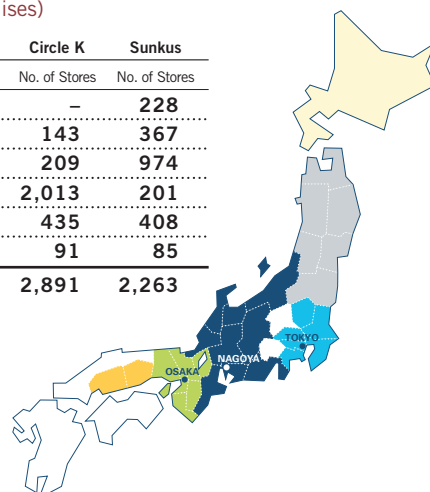 ises)
Circle K Sunkus
No. of Stores No. of Stores
– 228
143 367
209 974
2,013 201
435 408
91 85
2,891 2,263
TOKYO
NAGOYA
OSAKA